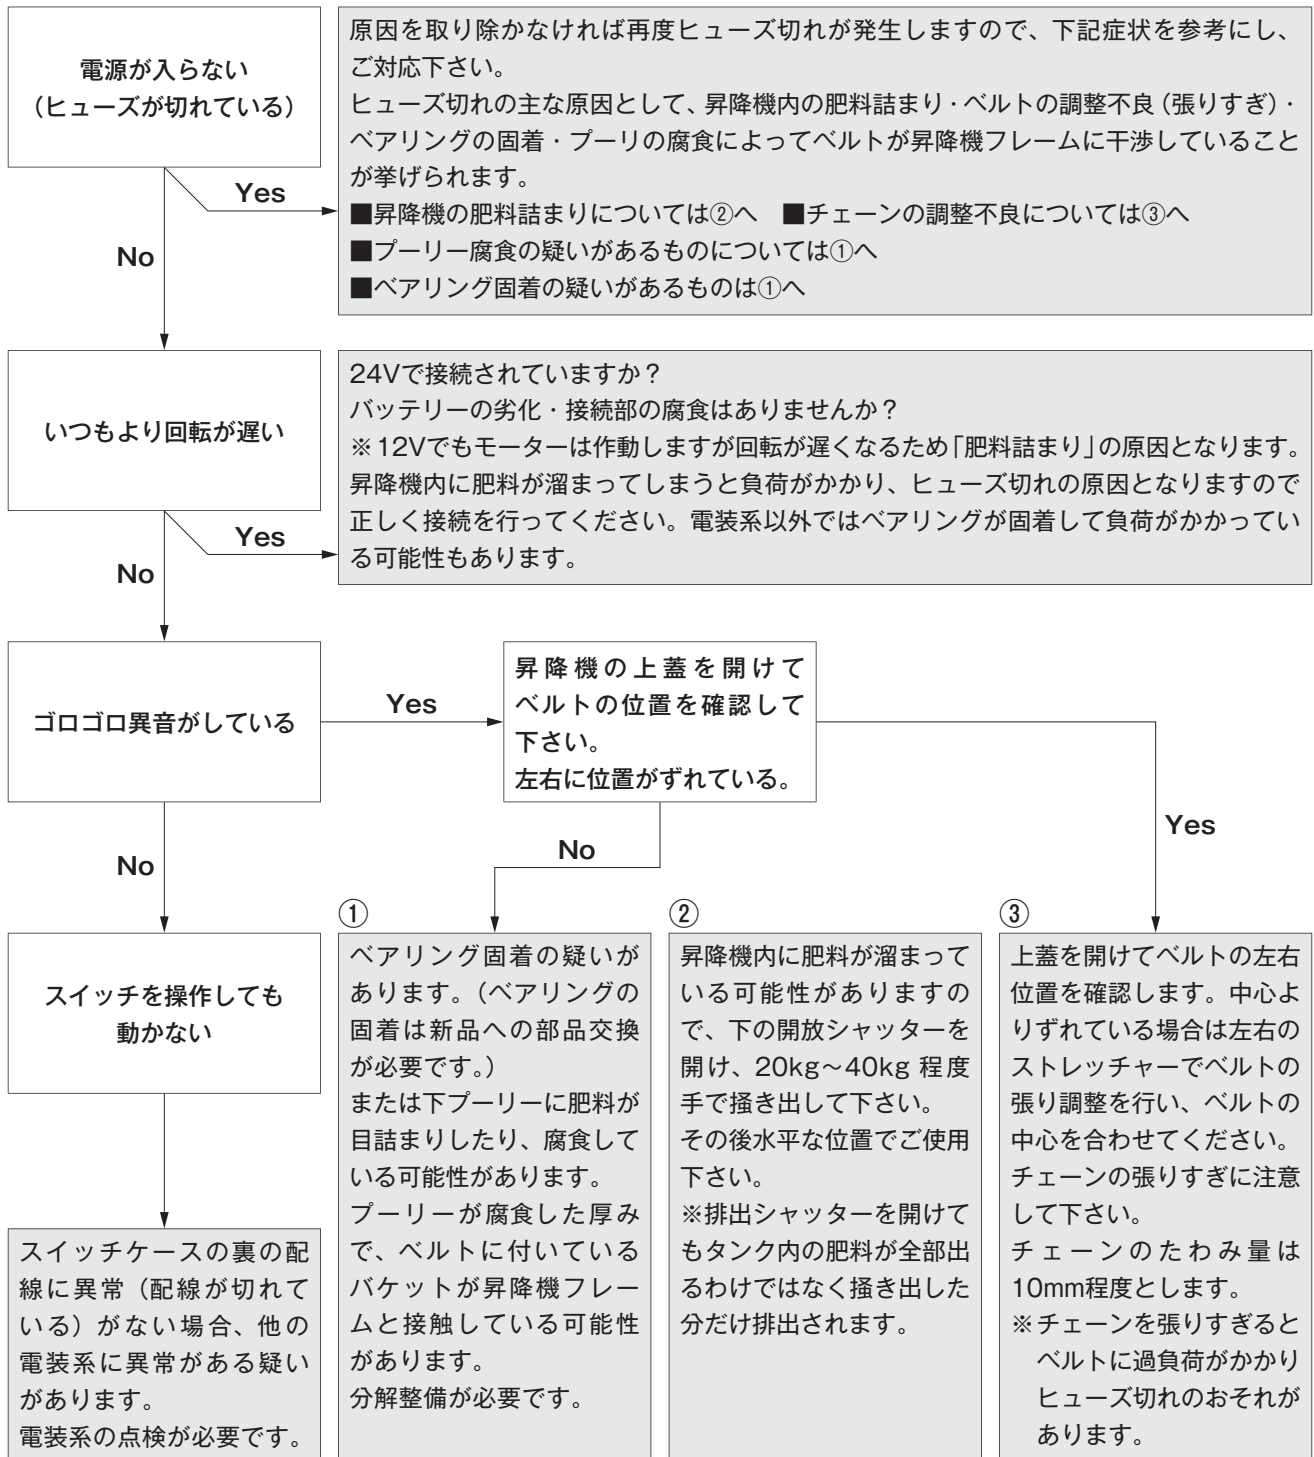 電源が入らない
（ヒューズが切れている）
原因を取り除かなければ再度ヒューズ切れが発生しますので、下記症状を参考にし、
ご対応下さい。
ヒューズ切れの主な原因として、昇降機内の肥料詰まり・ベルトの調整不良（張りすぎ）・
ベアリングの固着・プーリの腐食によってベルトが昇降機フレームに干渉していること
が挙げられます。
■昇降機の肥料詰まりについては②へ　■チェーンの調整不良については③へ
■プーリー腐食の疑いがあるものについては①へ
■ベアリング固着の疑いがあるものは①へ
Yes
No
いつもより回転が遅い
24Vで接続されていますか？
バッテリーの劣化・接続部の腐食はありませんか？
※12Vでもモーターは作動しますが回転が遅くなるため「肥料詰まり」の原因となります。
昇降機内に肥料が溜まってしまうと負荷がかかり、ヒューズ切れの原因となりますので
正しく接続を行ってください。電装系以外ではベアリングが固着して負荷がかかってい
る可能性もあります。
Yes
No
ゴロゴロ異音がしている
Yes
昇降機の上蓋を開けて
ベルトの位置を確認して
下さい。
左右に位置がずれている。
Yes
No
No
スイッチを操作しても
動かない
スイッチケースの裏の配
線に異常（配線が切れて
いる）がない場合、他の
電装系に異常がある疑い
があります。
電装系の点検が必要です。
①
ベアリング固着の疑いが
あります。（ベアリングの
固着は新品への部品交換
が必要です。）
または下プーリーに肥料が
目詰まりしたり、腐食して
いる可能性があります。
プーリーが腐食した厚み
で、ベルトに付いている
バケットが昇降機フレー
ムと接触している可能性
があります。
分解整備が必要です。
②
昇降機内に肥料が溜まって
いる可能性がありますの
で、下の開放シャッターを
開け、20kg～40kg 程度
手で掻き出して下さい。
その後水平な位置でご使用
下さい。
※排出シャッターを開けて
もタンク内の肥料が全部出
るわけではなく掻き出した
分だけ排出されます。
③
上蓋を開けてベルトの左右
位置を確認します。中心よ
りずれている場合は左右の
ストレッチャーでベルトの
張り調整を行い、ベルトの
中心を合わせてください。
チェーンの張りすぎに注意
して下さい。
チェーンのたわみ量は
10mm程度とします。
※チェーンを張りすぎると
ベルトに過負荷がかかり
ヒューズ切れのおそれが
あります。